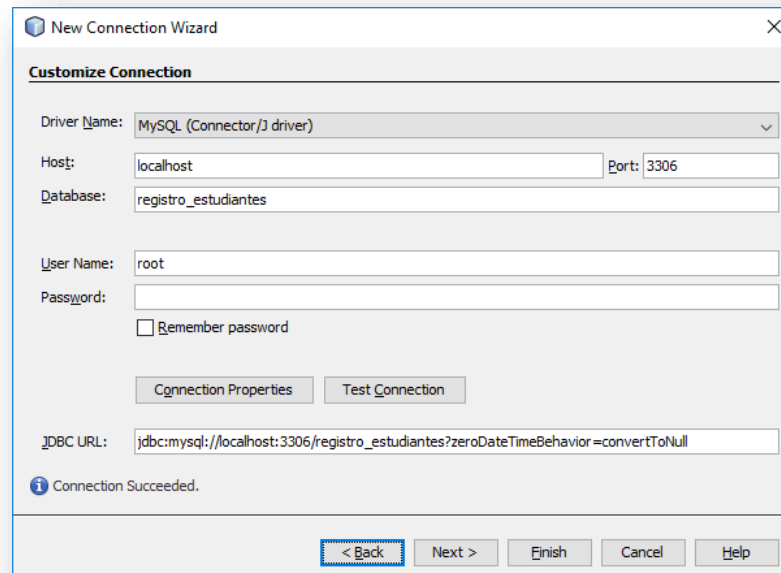 New Connection Wizard
Customize Connection
Driver Name: MySQL (Connector/J driver)
Host: localhost Port: 3306
Database: registro_estudiantes
User Name: root
Password:
Remember password
Connection Properties Test Connection
JDBC URL: jdbc:mysql://localhost:3306/registro_estudiantes?zeroDateTimeBehavior=convertToNull
Connection Succeeded.
< Back Next > Finish Cancel Help